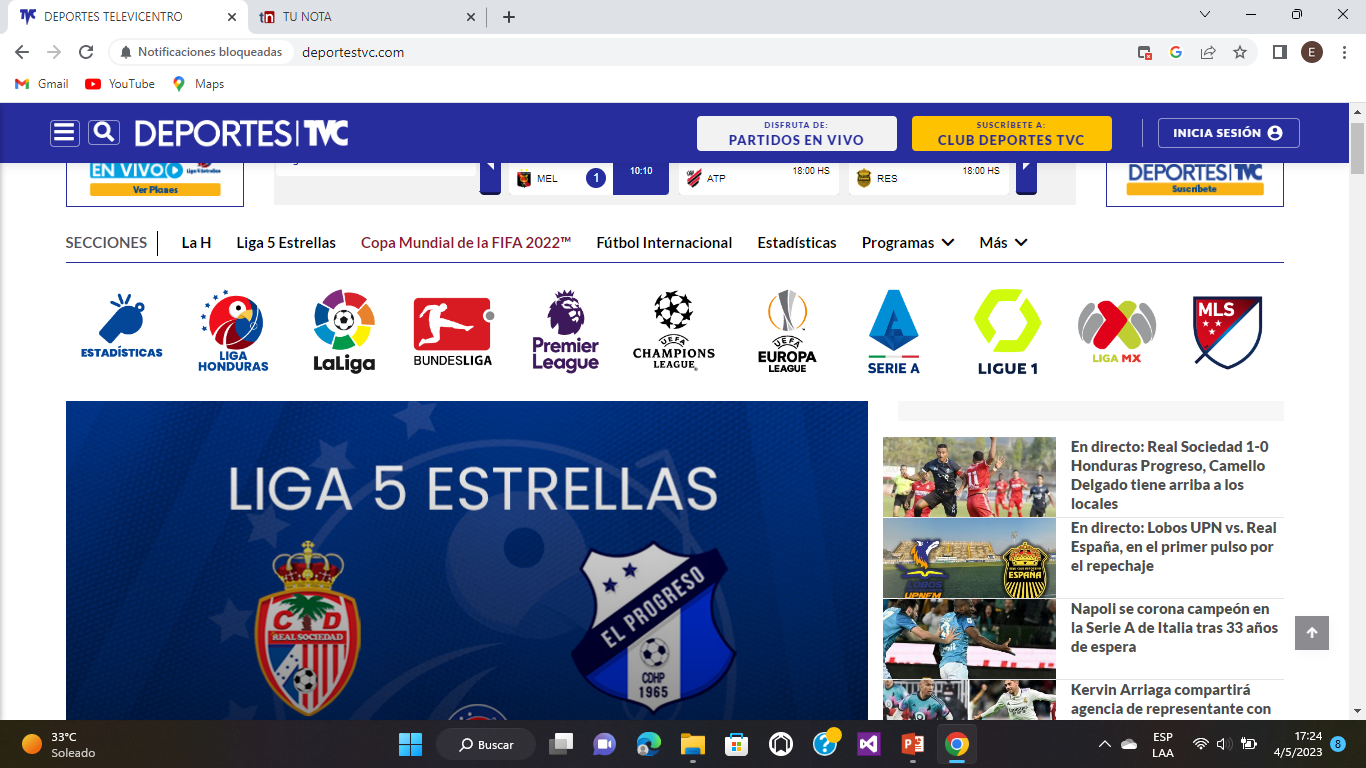 DEPORTES TELEVICENTRO
TU NOTA
Notificaciones bloqueadas
deportestvc.com
E
Gmail
YouTube
Maps
DEPORTES TVC
DISFRUTA DE:
PARTIDOS EN VIVO
SUSCRÍBETE A:
CLUB DEPORTES TVC
INICIA SESIÓN
EN VIVO
Liga 5 Estrellas
Ver Planes
MEL
1
10:10
ATP
18:00 HS
RES
18:00 HS
DEPORTES TVC
Suscríbete
SECCIONES
La H
Liga 5 Estrellas
Copa Mundial de la FIFA 2022™
Fútbol Internacional
Estadísticas
Programas
Más
ESTADÍSTICAS
LIGA
HONDURAS
LaLiga
BUNDESLIGA
Premier
League
UEFA
CHAMPIONS
LEAGUE®
UEFA
EUROPA
LEAGUE
SERIE A
LIGUE 1
LIGA MX
MLS
LIGA 5 ESTRELLAS
C D
REAL SOCIEDAD
EL PROGRESO
CDHP
1965
En directo: Real Sociedad 1-0
Honduras Progreso, Camello
Delgado tiene arriba a los
locales
LOBOS
UPNFM
ESPAÑA
En directo: Lobos UPN vs. Real
España, en el primer pulso por
el repechaje
Napoli se corona campeón en
la Serie A de Italia tras 33 años
de espera
Kervin Arriaga compartirá
agencia de representante con
33°C
Soleado
Buscar
ESP
LAA
17:24
4/5/2023
8